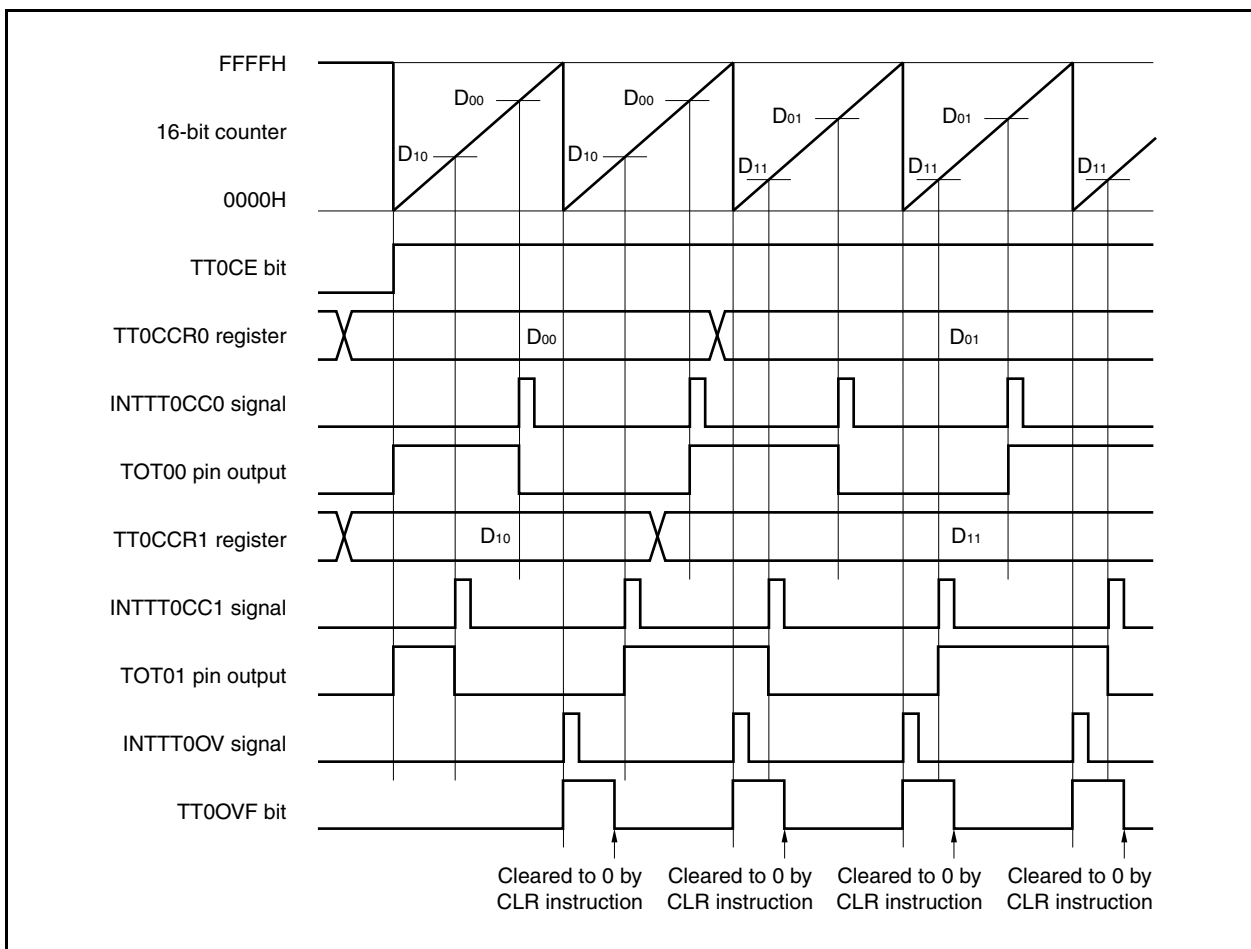 FFFFH
D00 D00
D01 D01
16-bit counter
D10 D10
D11 D11 D11
0000H
TT0CE bit
TT0CCR0 register
D00 D01
INTTT0CC0 signal
TOT00 pin output
TT0CCR1 register
D10 D11
INTTT0CC1 signal
TOT01 pin output
INTTT0OV signal
TT0OVF bit
Cleared to 0 by
CLR instruction
Cleared to 0 by
CLR instruction
Cleared to 0 by
CLR instruction
Cleared to 0 by
CLR instruction